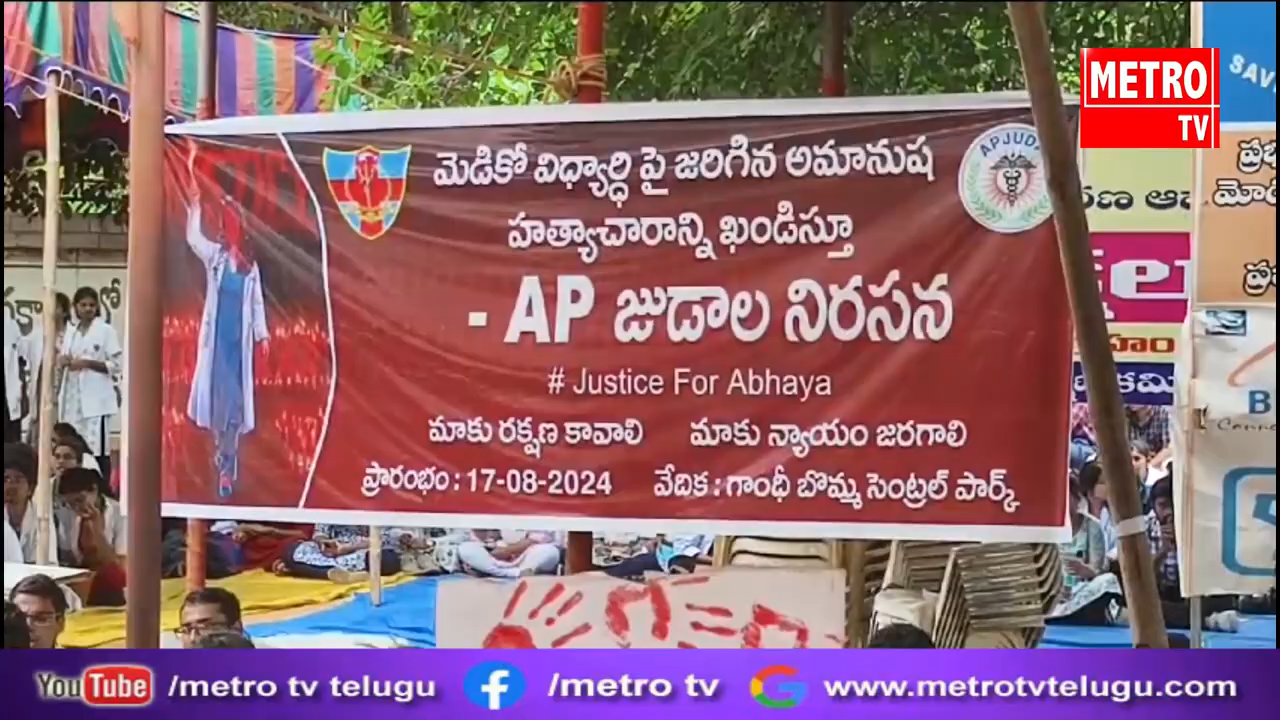 METRO
TV
APJUDA
మెడికో విధ్యార్ధి పై జరిగిన అమానుష
హత్యాచారాన్ని ఖండిస్తూ
- AP జుడాల నిరసన
# Justice For Abhaya
మాకు రక్షణ కావాలి మాకు న్యాయం జరగాలి
ప్రారంభం : 17-08-2024 వేదిక : గాంధీ బొమ్మ సెంట్రల్ పార్క్
YouTube /metro tv telugu /metro tv www.metrotvtelugu.com